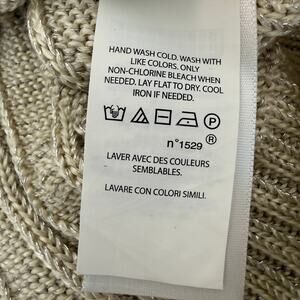 HAND WASH COLD. WASH WITH
LIKE COLORS. ONLY
NON-CHLORINE BLEACH WHEN
NEEDED. LAY FLAT TO DRY. COOL
IRON IF NEEDED.
P
n°1529 ®
LAVER AVEC DES COULEURS
SEMBLABLES.
LAVARE CON COLORI SIMILI.